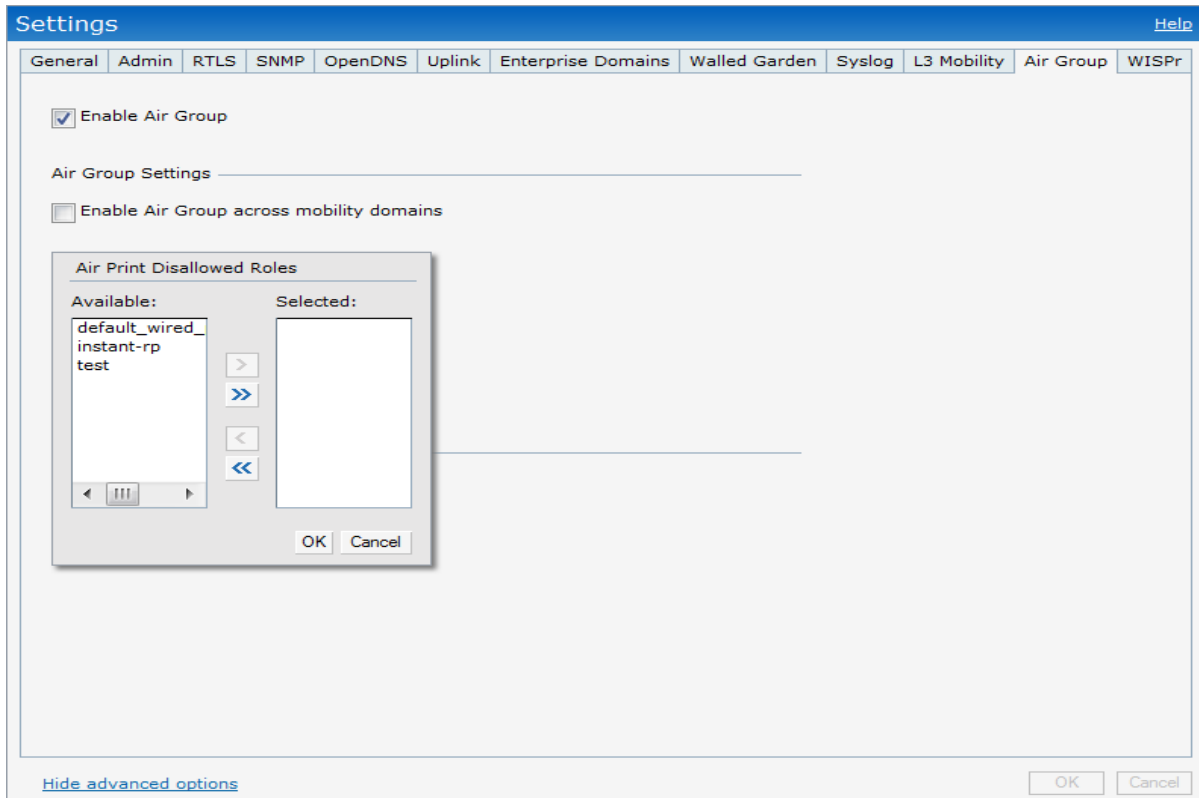 Settings
Help
General Admin RTLS SNMP OpenDNS Uplink Enterprise Domains Walled Garden Syslog L3 Mobility Air Group WISPr
Enable Air Group
Air Group Settings
Enable Air Group across mobility domains
Air Print Disallowed Roles
Available: Selected:
default_wired_
instant-rp
test
>
>>
<
<<
OK Cancel
Hide advanced options
OK Cancel